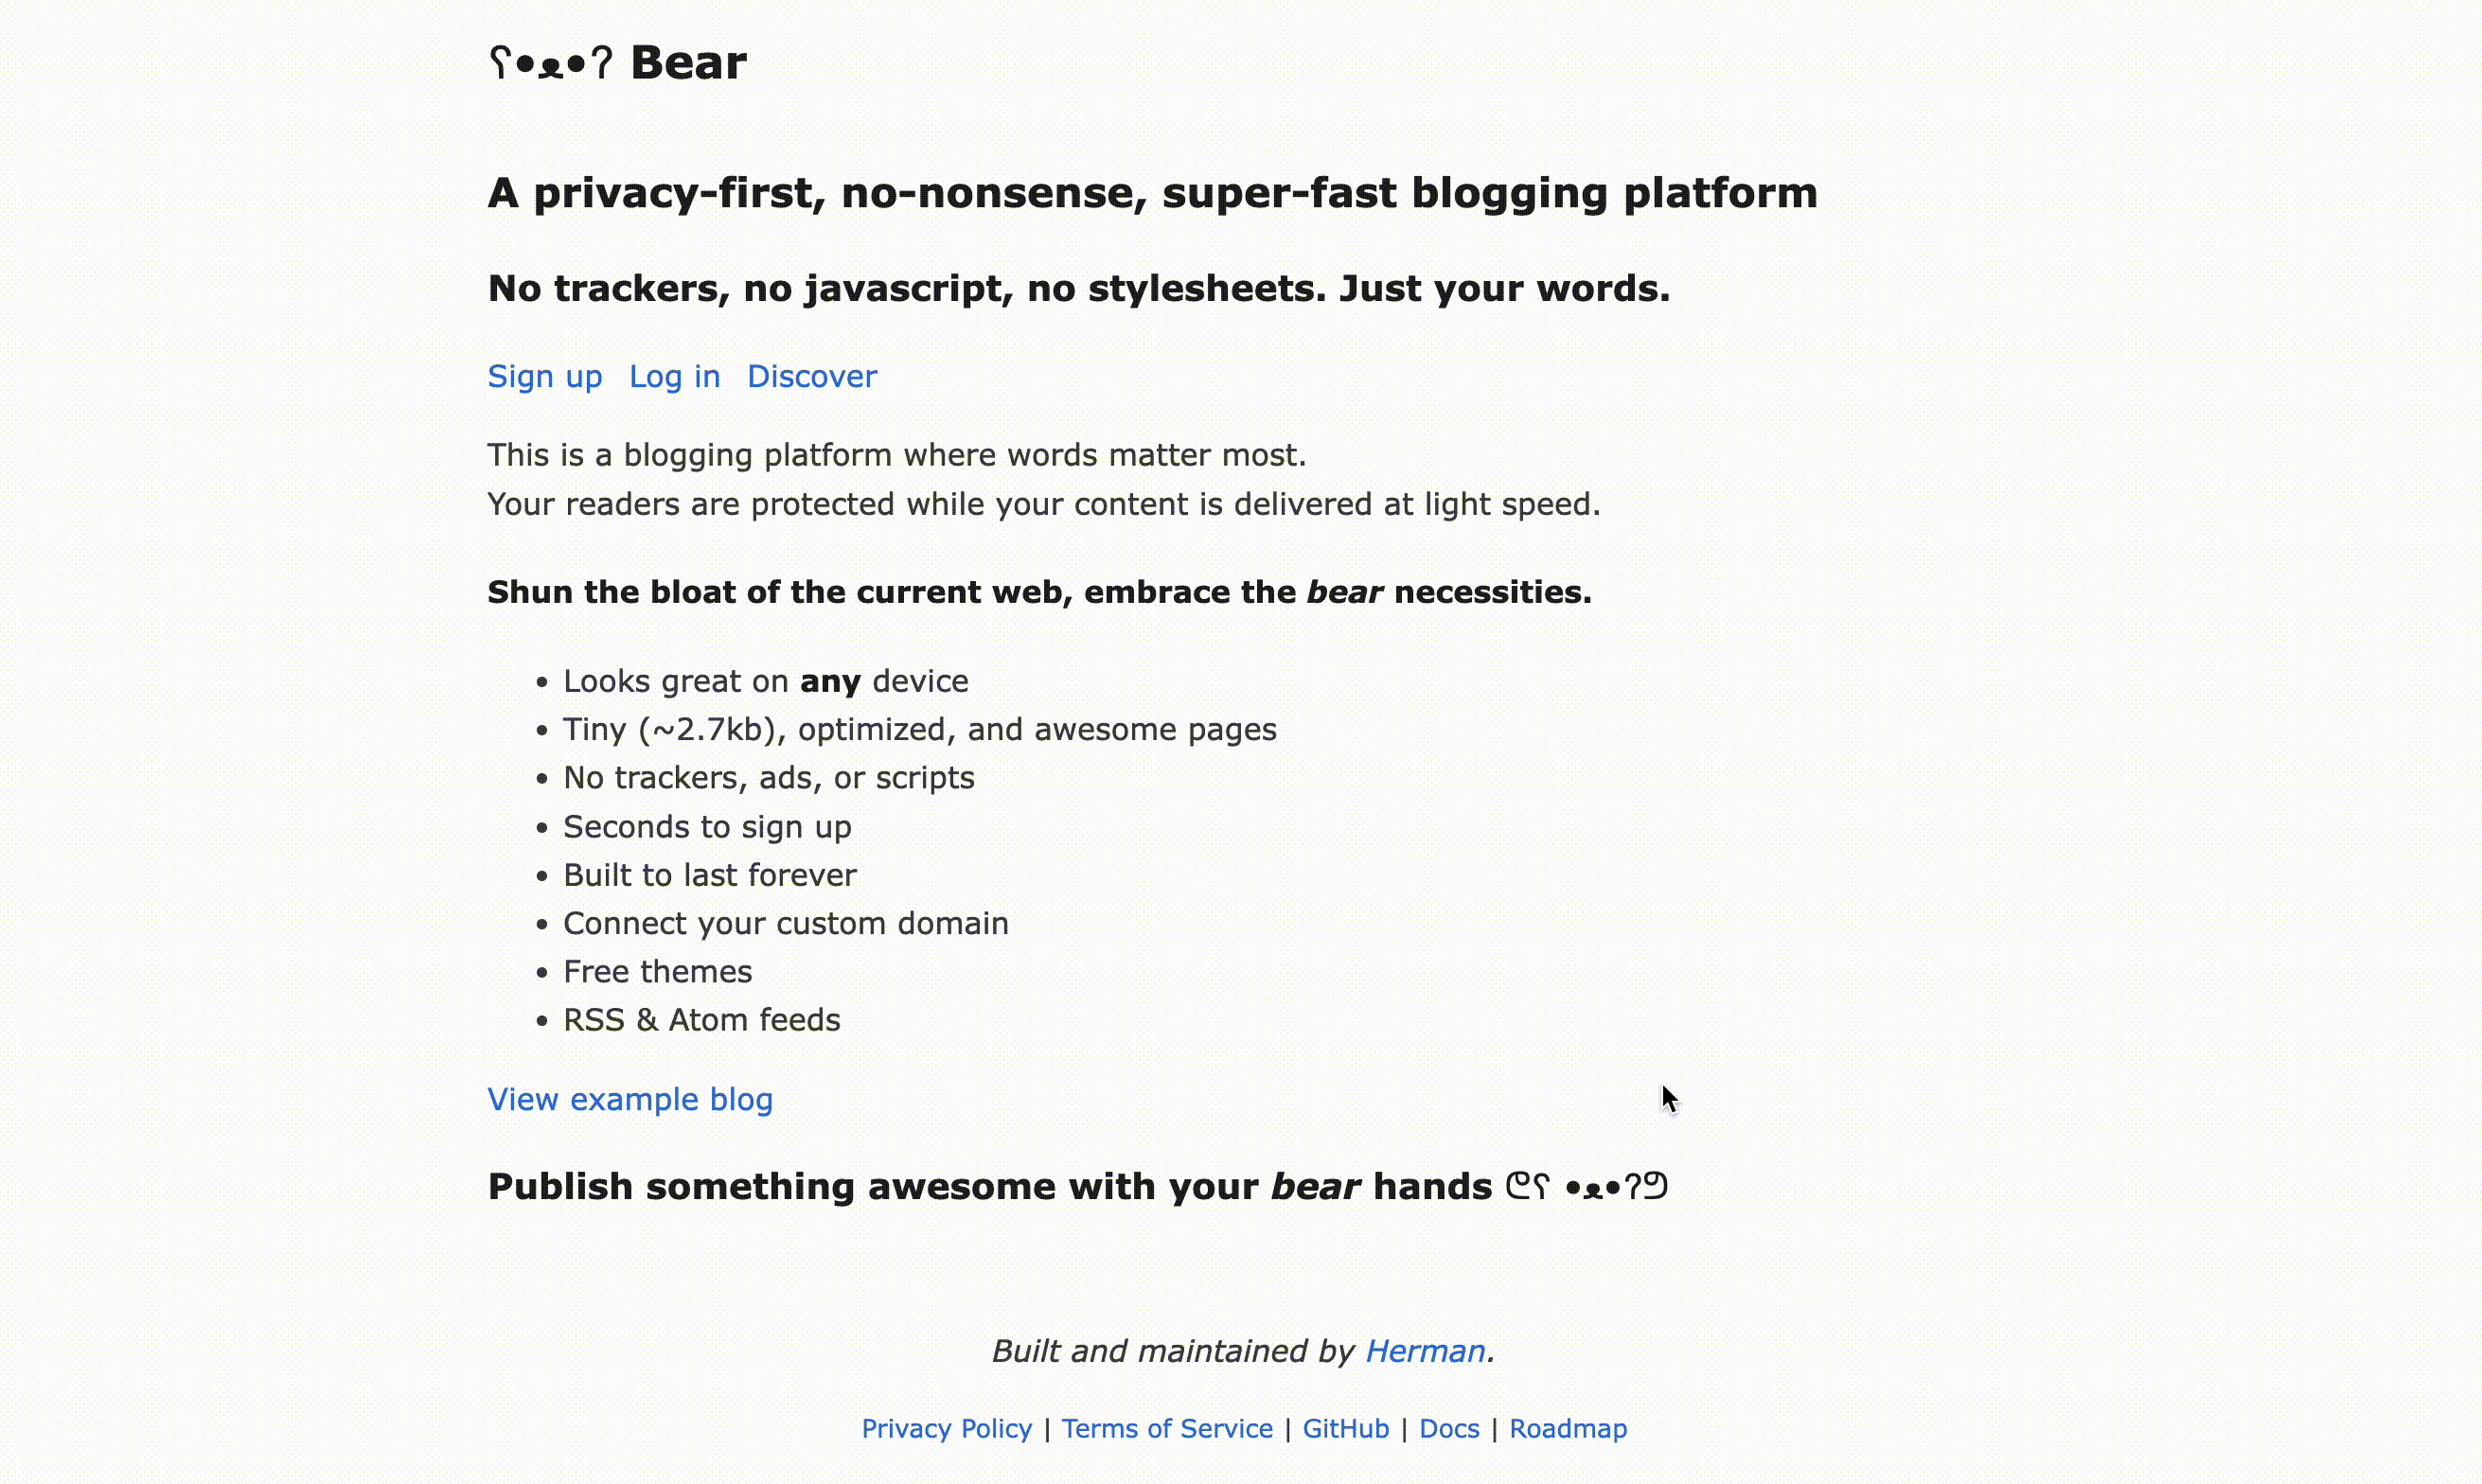 ʕ•ᴥ•ʔ Bear
A privacy-first, no-nonsense, super-fast blogging platform
No trackers, no javascript, no stylesheets. Just your words.
Sign up Log in Discover
This is a blogging platform where words matter most.
Your readers are protected while your content is delivered at light speed.
Shun the bloat of the current web, embrace the bear necessities.
• Looks great on any device
• Tiny (~2.7kb), optimized, and awesome pages
• No trackers, ads, or scripts
• Seconds to sign up
• Built to last forever
• Connect your custom domain
• Free themes
• RSS & Atom feeds
View example blog
Publish something awesome with your bear hands ᕦʕ •ᴥ•ʔᕤ
Built and maintained by Herman.
Privacy Policy | Terms of Service | GitHub | Docs | Roadmap